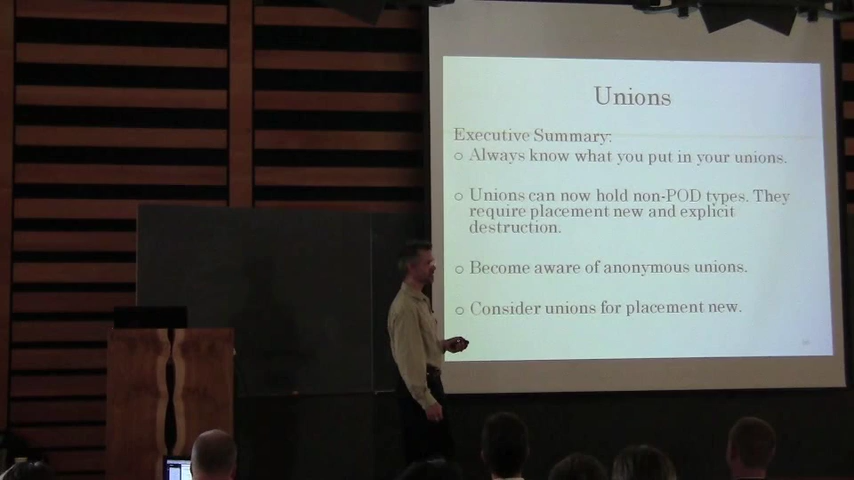 Unions
Executive Summary:
○ Always know what you put in your unions.
○ Unions can now hold non-POD types. They
require placement new and explicit
destruction.
○ Become aware of anonymous unions.
○ Consider unions for placement new.